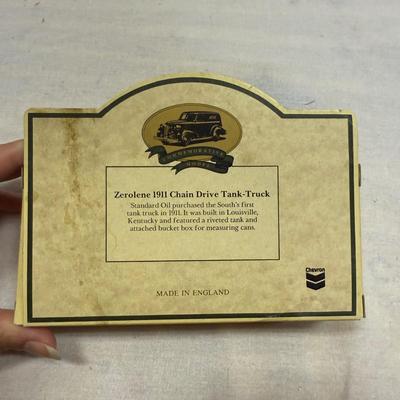 COMMEMORATIVE
MODEL
Zerolene 1911 Chain Drive Tank-Truck
Standard Oil purchased the South's first
tank truck in 1911. It was built in Louisville,
Kentucky and featured a riveted tank and
attached bucket box for measuring cans.
Chevron
MADE IN ENGLAND